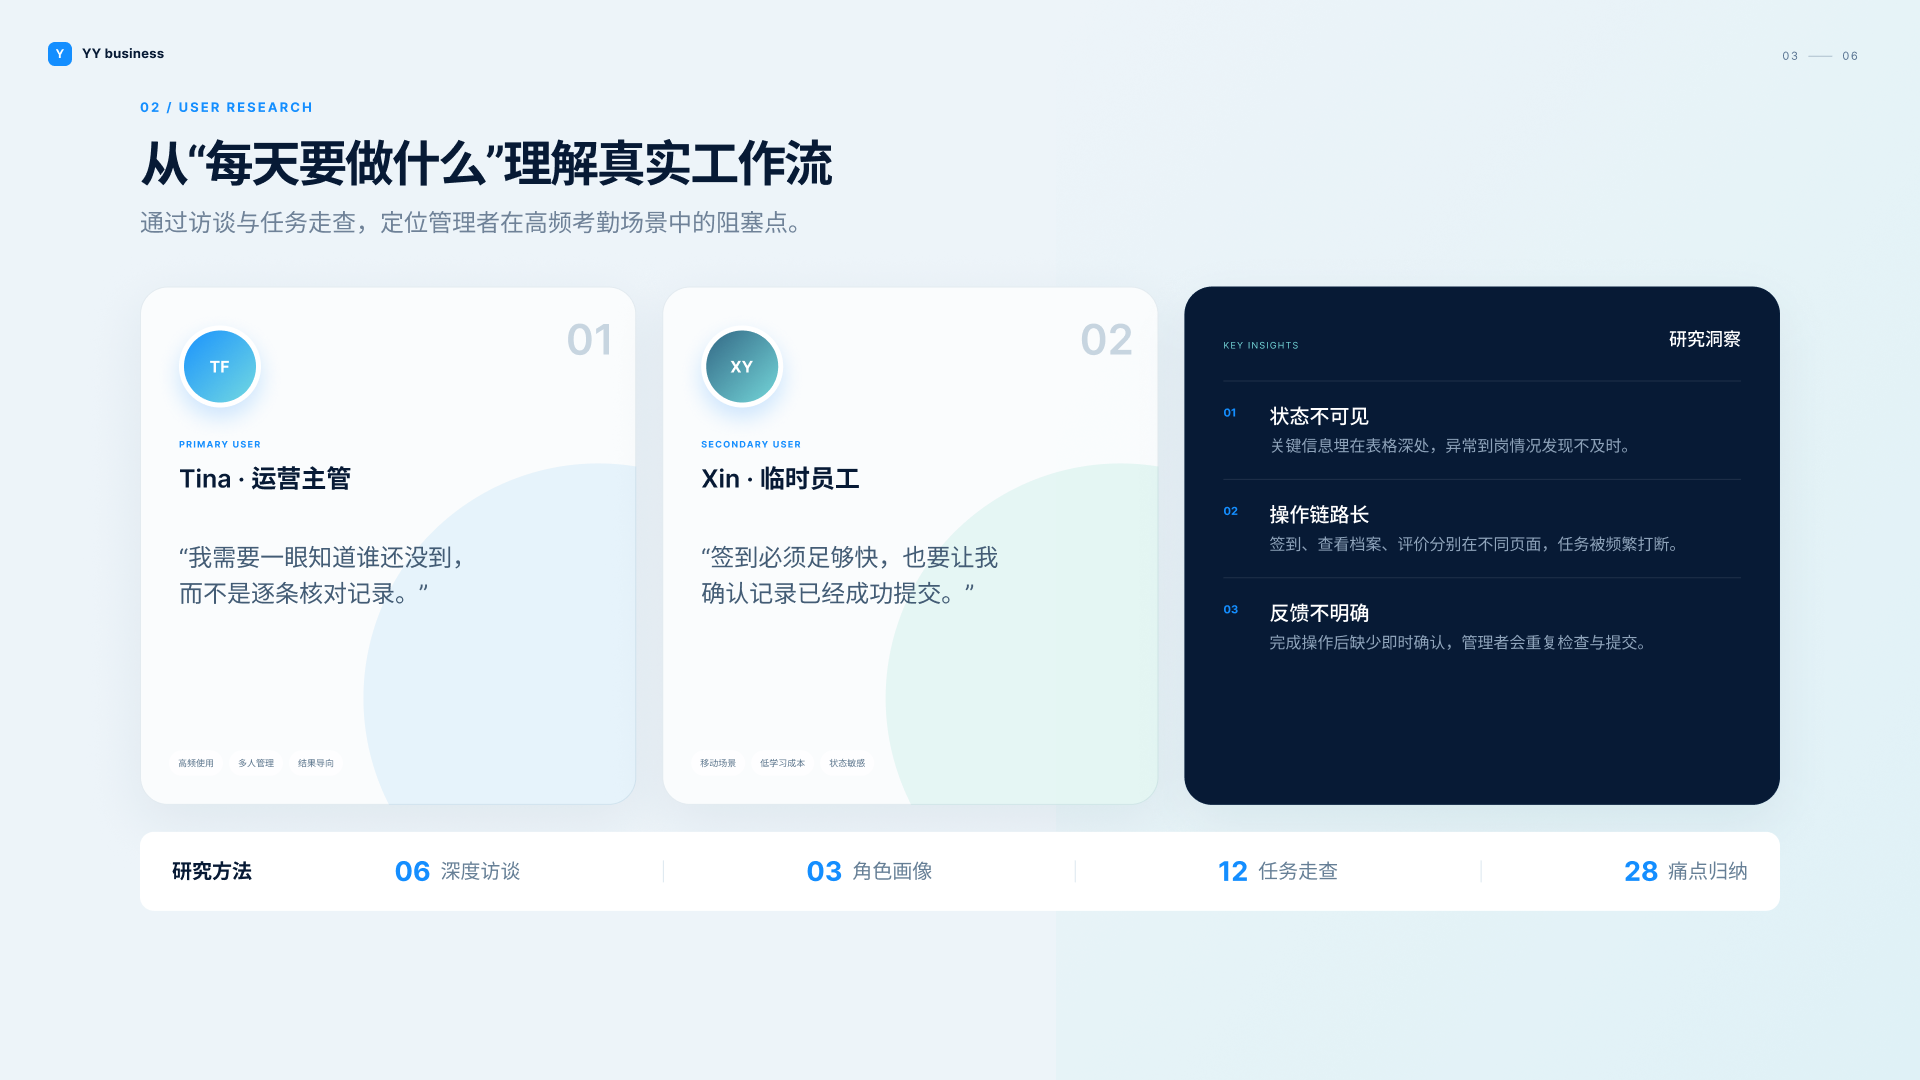 Y
YY business
03
06
02 / USER RESEARCH
从“每天要做什么”理解真实工作流
通过访谈与任务走查，定位管理者在高频考勤场景中的阻塞点。
TF
01
PRIMARY USER
Tina · 运营主管
“我需要一眼知道谁还没到，
而不是逐条核对记录。”
高频使用
多人管理
结果导向
XY
02
SECONDARY USER
Xin · 临时员工
“签到必须足够快，也要让我
确认记录已经成功提交。”
移动场景
低学习成本
状态敏感
KEY INSIGHTS
研究洞察
01
状态不可见
关键信息埋在表格深处，异常到岗情况发现不及时。
02
操作链路长
签到、查看档案、评价分别在不同页面，任务被频繁打断。
03
反馈不明确
完成操作后缺少即时确认，管理者会重复检查与提交。
研究方法
06 深度访谈
03 角色画像
12 任务走查
28 痛点归纳